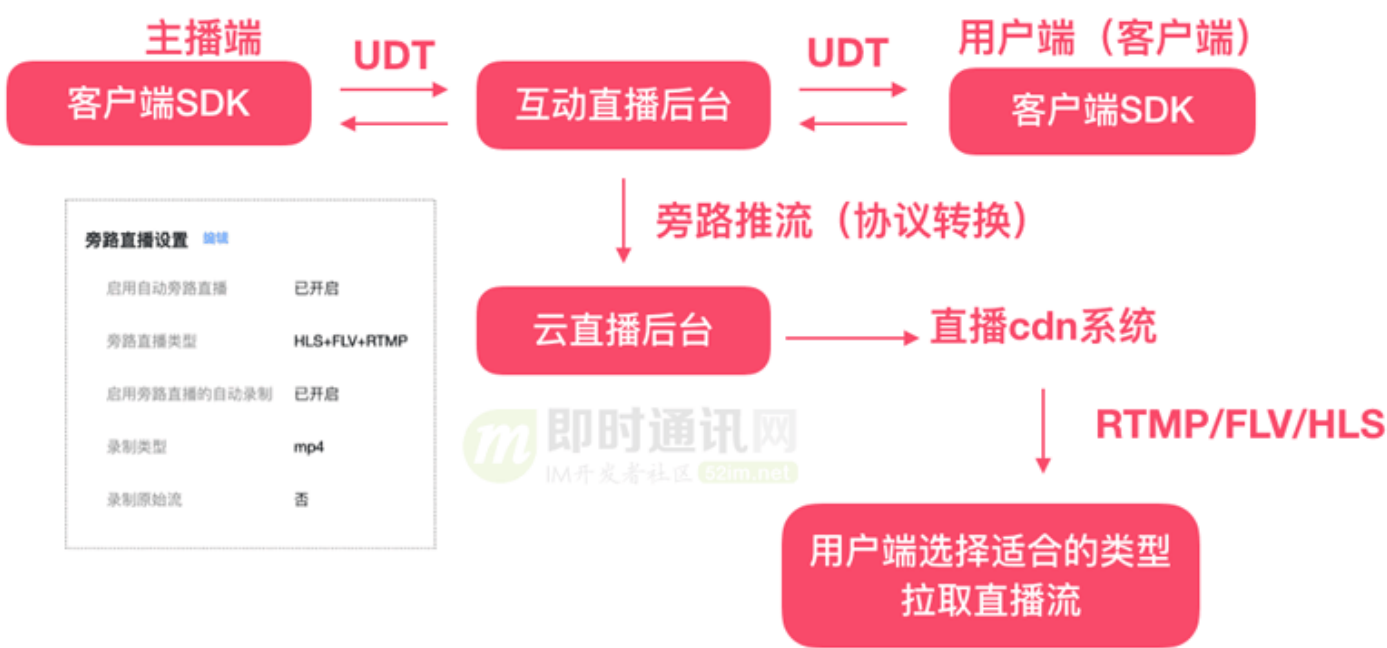 主播端
UDT
UDT
用户端（客户端）
客户端SDK
互动直播后台
客户端SDK
旁路推流（协议转换）
旁路直播设置 编辑
启用自动旁路直播 已开启
旁路直播类型 HLS+FLV+RTMP
启用旁路直播的自动录制 已开启
录制类型 mp4
录制原始流 否
云直播后台
直播cdn系统
RTMP/FLV/HLS
即时通讯网
IM开发者社区 52im.net
用户端选择适合的类型
拉取直播流